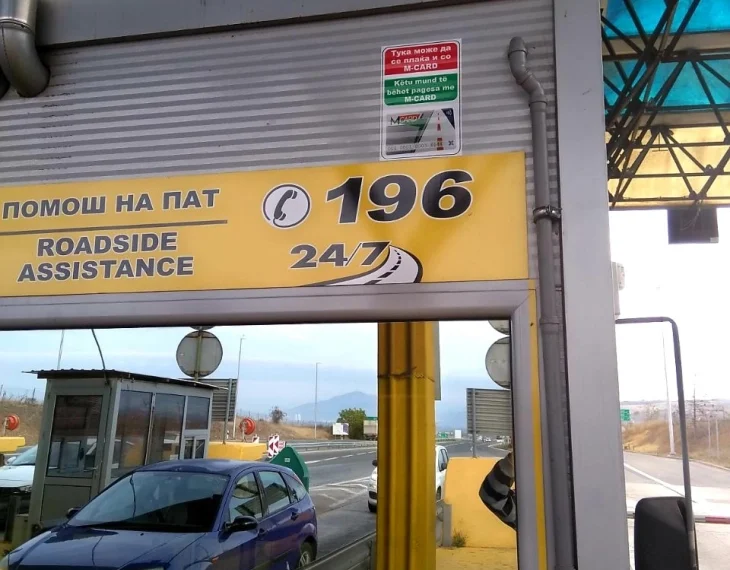 Тука може да
се плаќа и со
M-CARD
Këtu mund të
bëhet pagesa me
M-CARD
MCARD
ПОМОШ НА ПАТ
ROADSIDE
ASSISTANCE
196
24/7